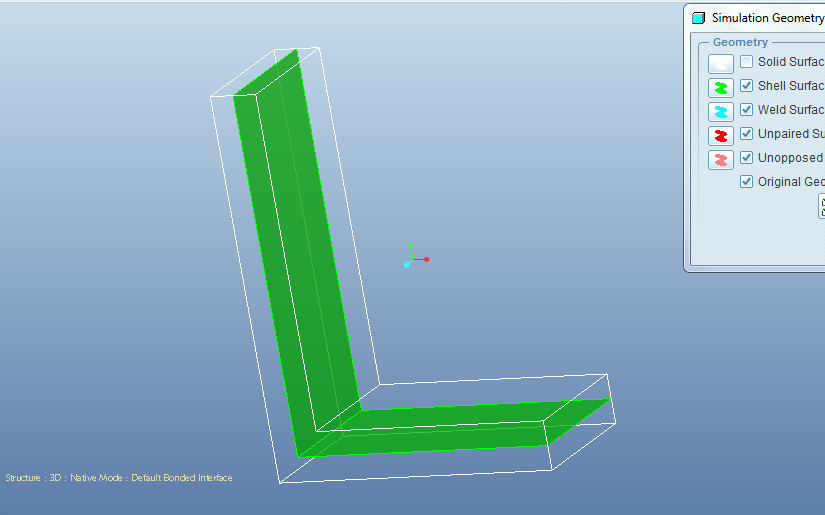 Simulation Geometry
Geometry
Solid Surfac
Shell Surfac
Weld Surfac
Unpaired Su
Unopposed
Original Geo
Structure : 3D : Native Mode : Default Bonded Interface